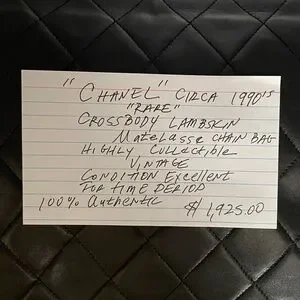 "CHANEL" CIRCA 1990's
"RARE"
CROSSBODY LAMBSKIN
Matelasse CHAIN BAG
HIGHLY Collectible
VINTAGE
CONDITION Excellent
FOR TIME PERIOD
100% Authentic $1,925.00